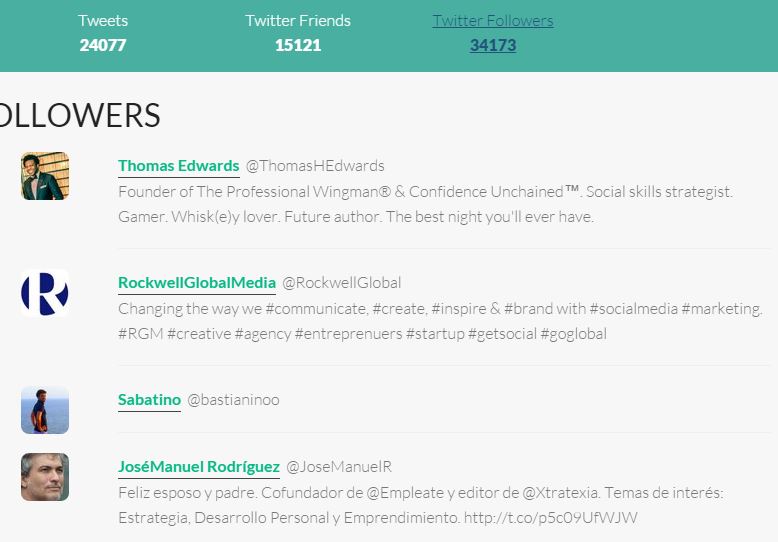 Tweets Twitter Friends Twitter Followers
24077 15121 34173
OLLOWERS
Thomas Edwards @ThomasHEdwards
Founder of The Professional Wingman® & Confidence Unchained™. Social skills strategist.
Gamer. Whisk(e)y lover. Future author. The best night you'll ever have.
R
RockwellGlobalMedia @RockwellGlobal
Changing the way we #communicate, #create, #inspire & #brand with #socialmedia #marketing.
#RGM #creative #agency #entreprenuers #startup #getsocial #goglobal
Sabatino @bastianinoo
JoséManuel Rodríguez @JoseManuelR
Feliz esposo y padre. Cofundador de @Empleate y editor de @Xtratexia. Temas de interés:
Estrategia, Desarrollo Personal y Emprendimiento. http://t.co/p5c09UfWJW